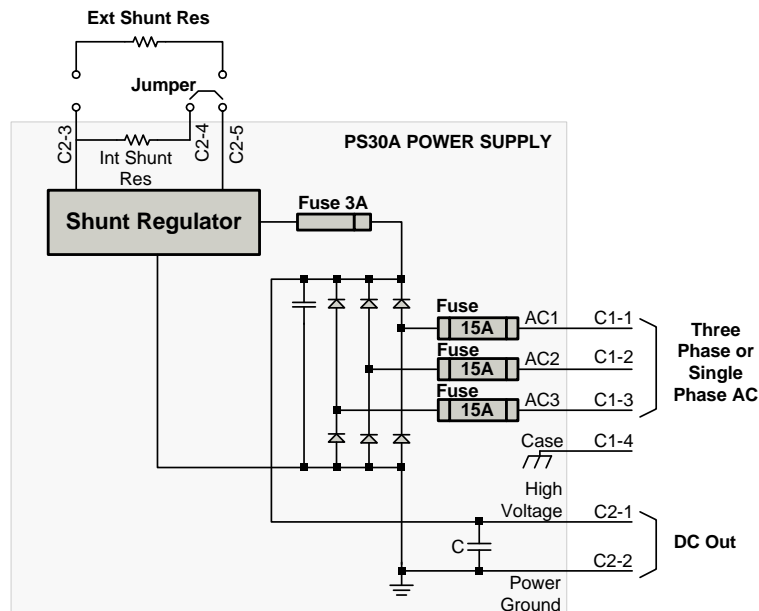 Ext Shunt Res
Jumper
C2-3
C2-4
C2-5
Int Shunt
Res
PS30A POWER SUPPLY
Shunt Regulator
Fuse 3A
Fuse
15A
AC1
C1-1
Fuse
15A
AC2
C1-2
Fuse
15A
AC3
C1-3
Three
Phase or
Single
Phase AC
Case
C1-4
High
Voltage
C2-1
C
DC Out
C2-2
Power
Ground